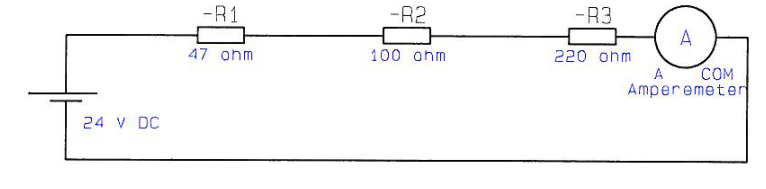 -R1 -R2 -R3
A
47 ohm 100 ohm 220 ohm
A COM
Amperemeter
24 V DC